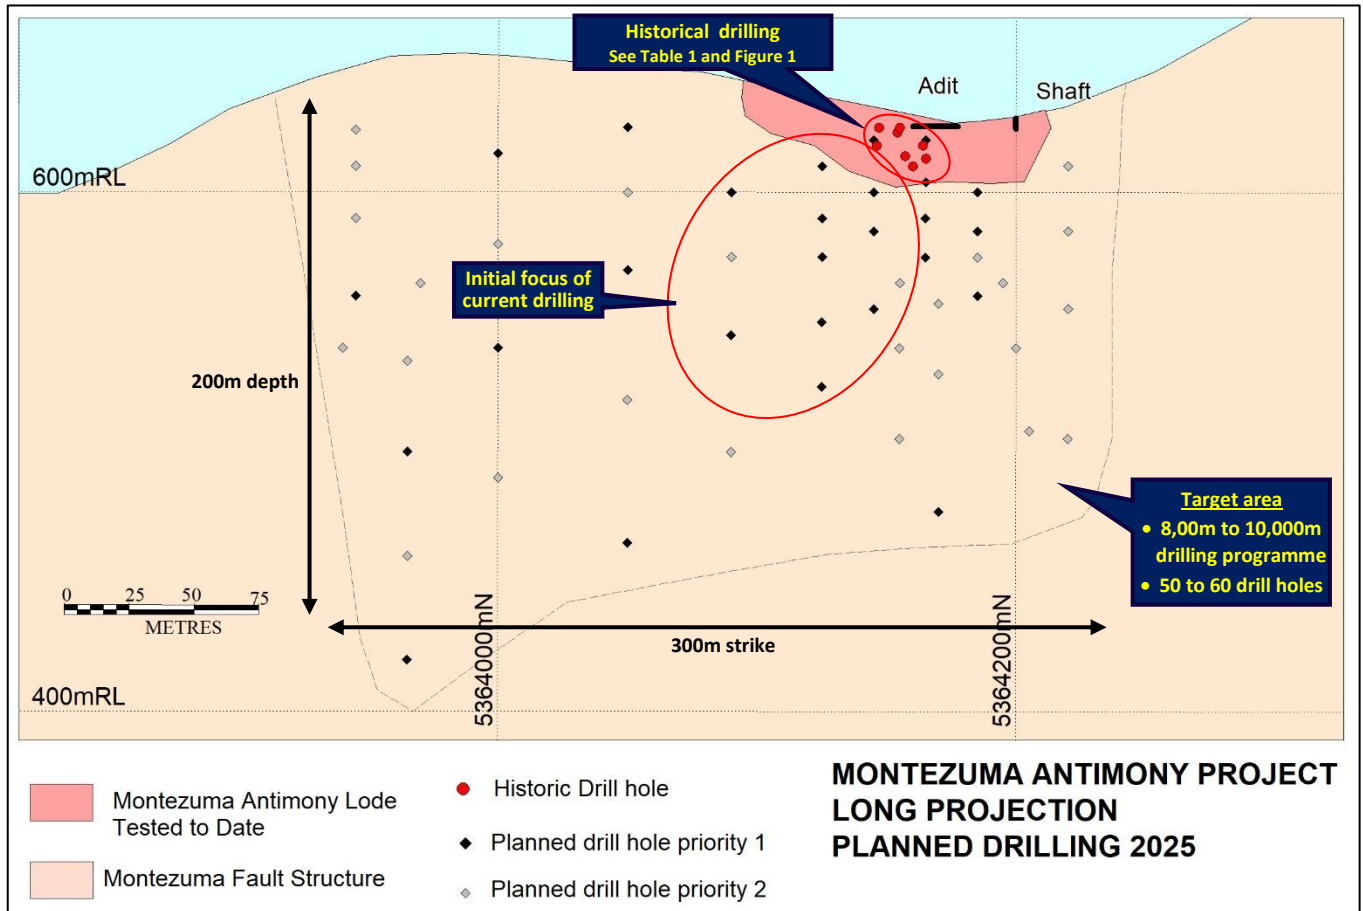 Historical drilling
See Table 1 and Figure 1
Adit
Shaft
600mRL
Initial focus of
current drilling
200m depth
Target area
• 8,00m to 10,000m
drilling programme
• 50 to 60 drill holes
0 25 50 75
METRES
5364000mN
5364200mN
300m strike
400mRL
Montezuma Antimony Lode
Tested to Date
Montezuma Fault Structure
Historic Drill hole
Planned drill hole priority 1
Planned drill hole priority 2
MONTEZUMA ANTIMONY PROJECT
LONG PROJECTION
PLANNED DRILLING 2025